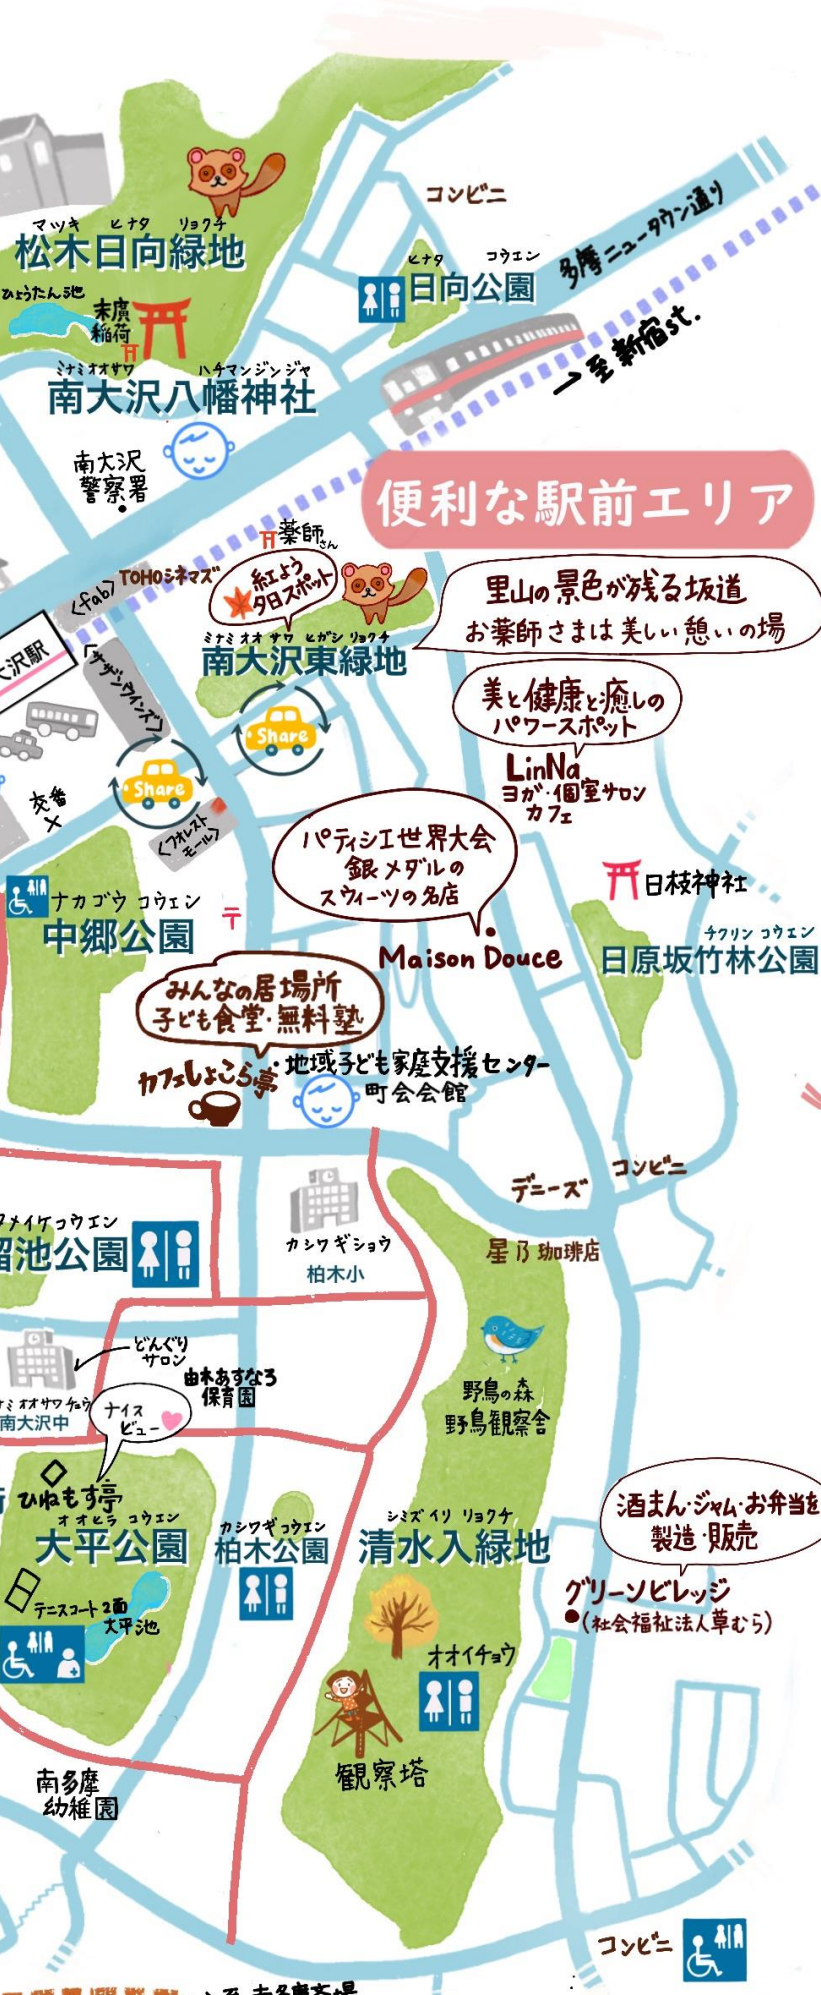 コンビニ
多摩ニュータウン通り
マツキ ヒナタ リョクチ
松木日向緑地
ヒナタ コウエン
日向公園
ひょうたん池
末廣
稲荷
→至新宿st.
ミナミオオサワ ハチマンジンジャ
南大沢八幡神社
南大沢
警察署
便利な駅前エリア
薬師さん
〈fab〉
TOHOシネマズ
紅よう
夕日スポット
里山の景色が残る坂道
お薬師さまは美しい憩いの場
ミナミオオサワ ヒガシリョクチ
南大沢東緑地
沢駅
美と健康と癒しの
パワースポット
Share
Share
LinNa
ヨガ・個室サロン
カフェ
交番
×
〈フォレスト
モール〉
パティシエ世界大会
銀メダルの
スウィーツの名店
日枝神社
ナカゴウ コウエン
中郷公園
〒
Maison Douce
チクリン コウエン
日原坂竹林公園
みんなの居場所
子ども食堂・無料塾
カフェしょこら亭
・地域子ども家庭支援センター
町会会館
デニーズ
コンビニ
メイケコウエン
溜池公園
カシワギショウ
柏木小
星乃珈琲店
どんぐり
サロン
由木あすなろ
保育園
ミオオサワチュウ
南大沢中
ナイス
ビュー
野鳥の森
野鳥観察舎
ひねもす亭
オオヒラ コウエン
大平公園
カシワギコウエン
柏木公園
シミズイリ リョクチ
清水入緑地
酒まん・ジャム・お弁当を
製造・販売
グリーンビレッジ
(社会福祉法人草むら)
テニスコート2面
大平池
オオイチョウ
観察塔
南多摩
幼稚園
コンビニ